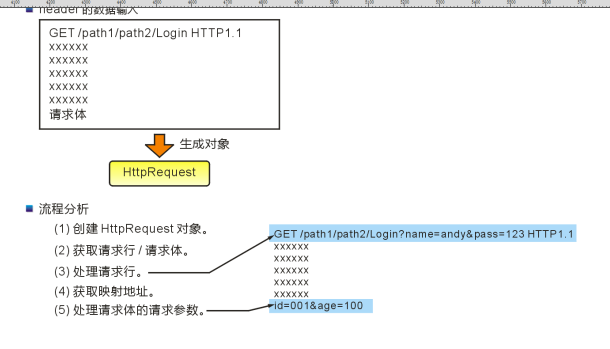 header 的数据输入
GET /path1/path2/Login HTTP1.1
xxxxxx
xxxxxx
xxxxxx
xxxxxx
xxxxxx
请求体
生成对象
HttpRequest
流程分析
(1) 创建 HttpRequest 对象。
(2) 获取请求行 / 请求体。
(3) 处理请求行。
(4) 获取映射地址。
(5) 处理请求体的请求参数。
GET /path1/path2/Login?name=andy&pass=123 HTTP1.1
xxxxxx
xxxxxx
xxxxxx
xxxxxx
xxxxxx
id=001&age=100